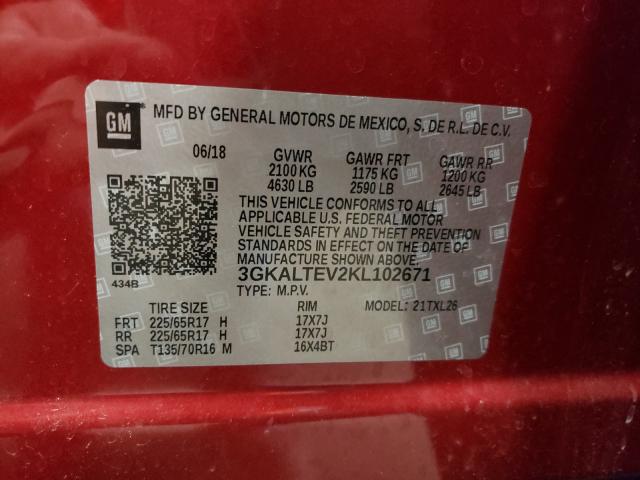 GM MFD BY GENERAL MOTORS DE MEXICO, S, DE R.L. DE C.V.
06/18 GVWR GAWR FRT GAWR RR
2100 KG 1175 KG 1200 KG
4630 LB 2590 LB 2645 LB
THIS VEHICLE CONFORMS TO ALL
APPLICABLE U.S. FEDERAL MOTOR
VEHICLE SAFETY AND THEFT PREVENTION
STANDARDS IN EFFECT ON THE DATE OF
MANUFACTURE SHOWN ABOVE.
3GKALTEV2KL102671
434B TYPE: M.P.V.
TIRE SIZE RIM MODEL: 21TXL26
FRT 225/65R17 H 17X7J
RR 225/65R17 H 17X7J
SPA T135/70R16 M 16X4BT